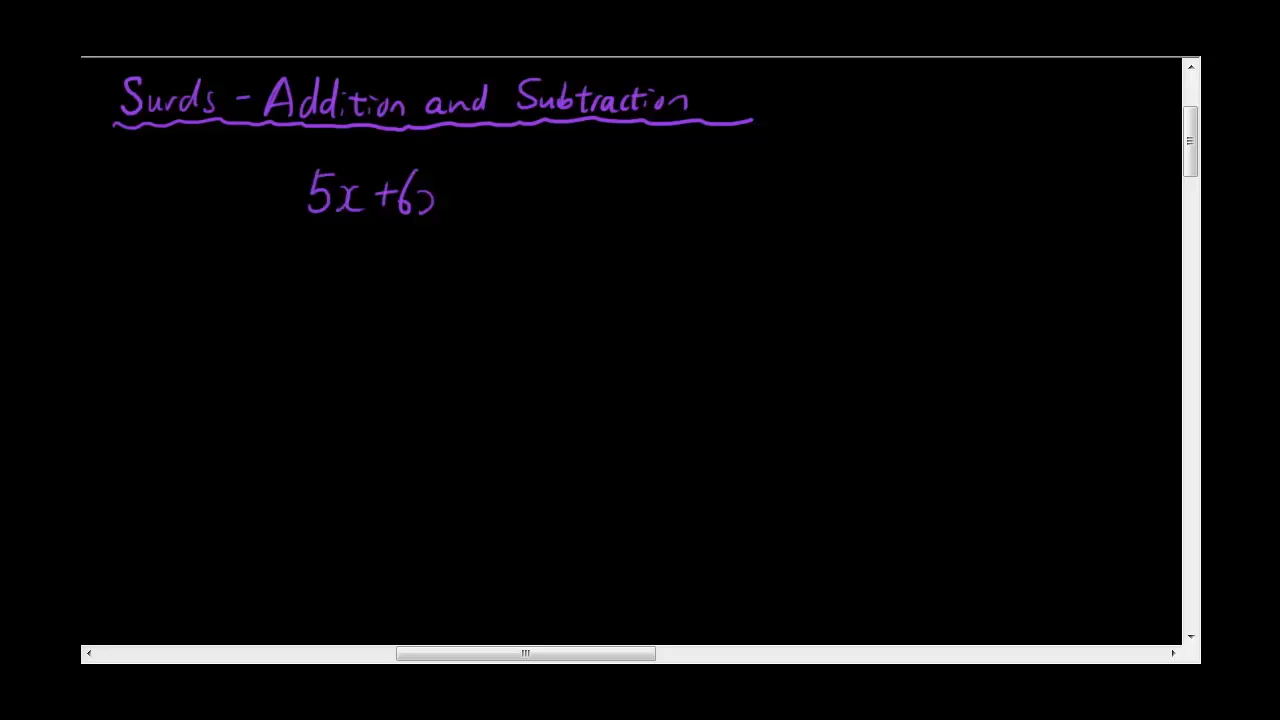 Surds - Addition and Subtraction
5x + 6